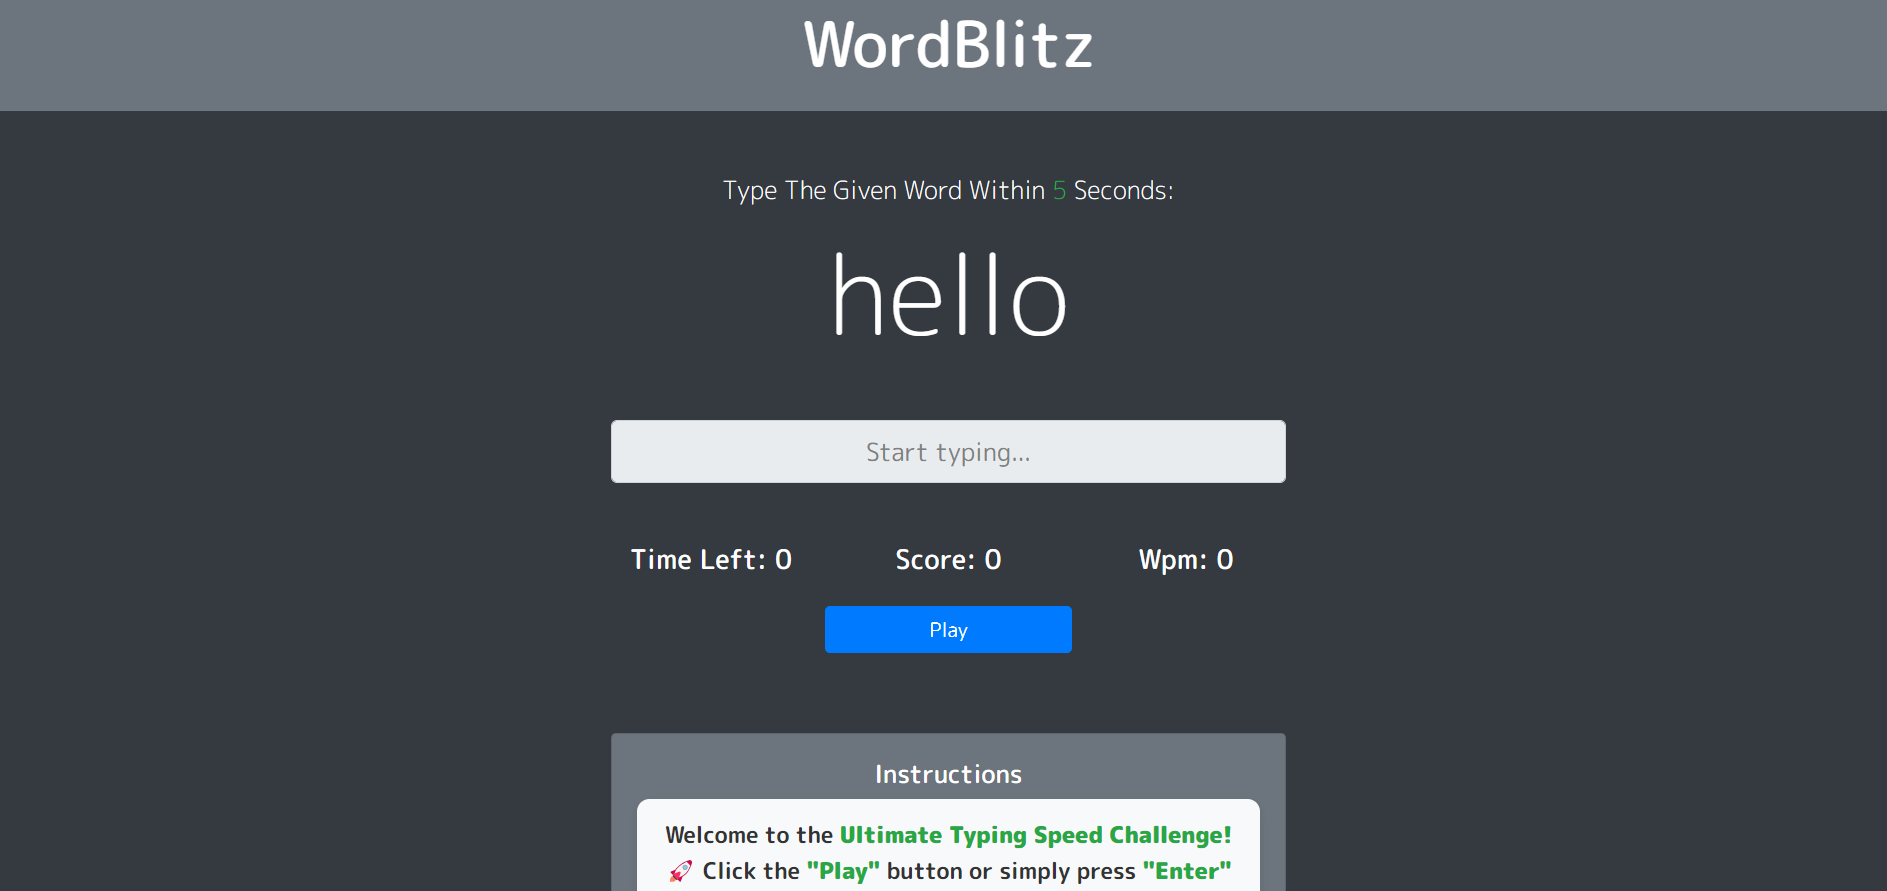 WordBlitz
Type The Given Word Within 5 Seconds:
hello
Start typing...
Time Left: 0 Score: 0 Wpm: 0
Play
Instructions
Welcome to the Ultimate Typing Speed Challenge!
🚀 Click the "Play" button or simply press "Enter"